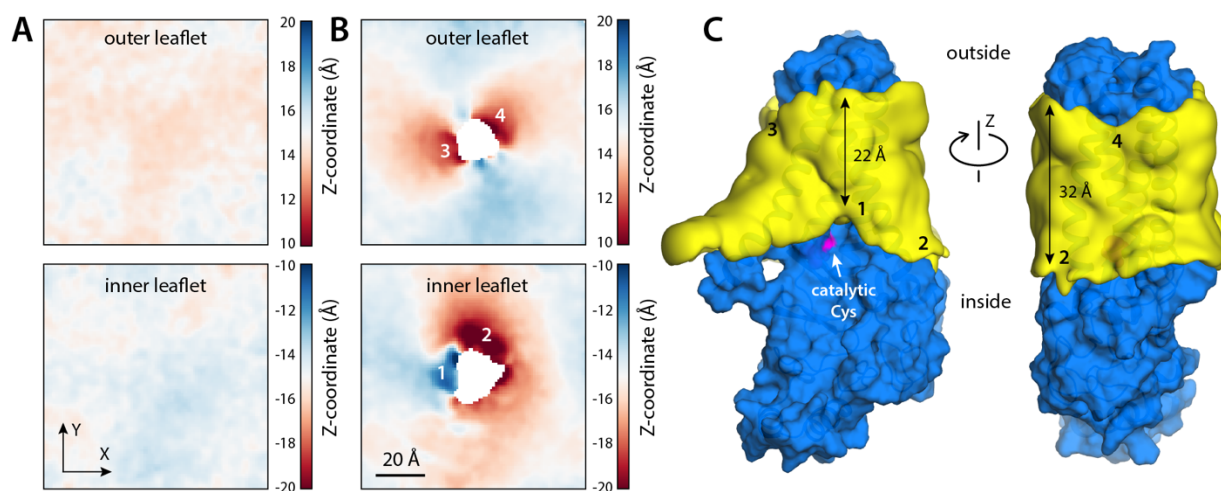 A
outer leaflet
20
18
16
14
12
10
Z-coordinate (Å)
inner leaflet
Y
X
-10
-12
-14
-16
-18
-20
Z-coordinate (Å)
B
outer leaflet
3
4
20
18
16
14
12
10
Z-coordinate (Å)
inner leaflet
1
2
20 Å
-10
-12
-14
-16
-18
-20
Z-coordinate (Å)
C
outside
3
22 Å
1
2
catalytic
Cys
Z
inside
4
32 Å
2